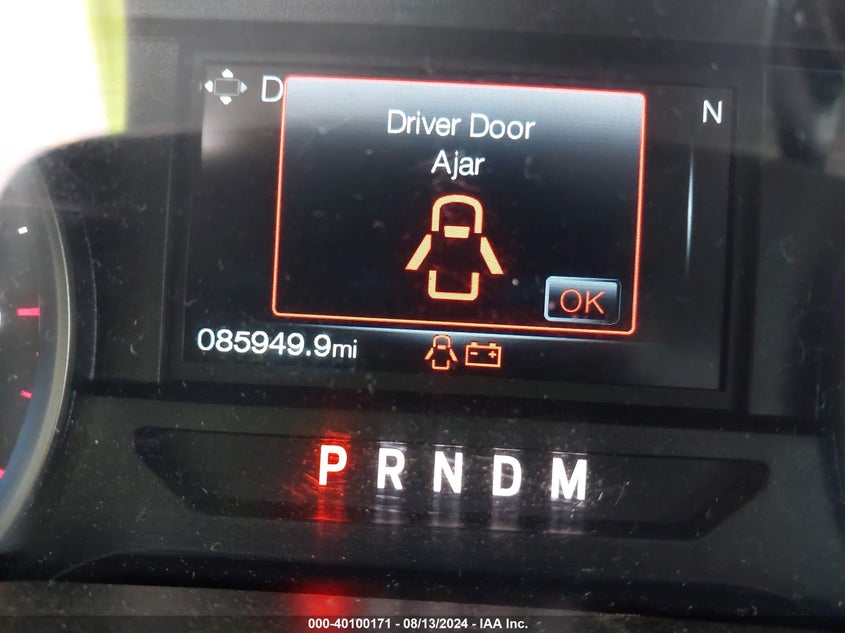 D
N
Driver Door
Ajar
OK
085949.9mi
P R N D M
000-40100171 - 08/13/2024 - IAA Inc.